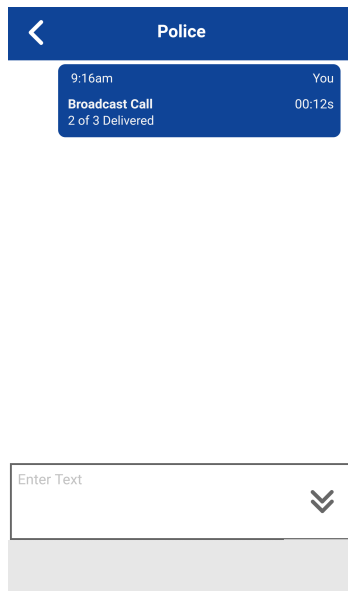 Police
9:16am You
Broadcast Call 00:12s
2 of 3 Delivered
Enter Text